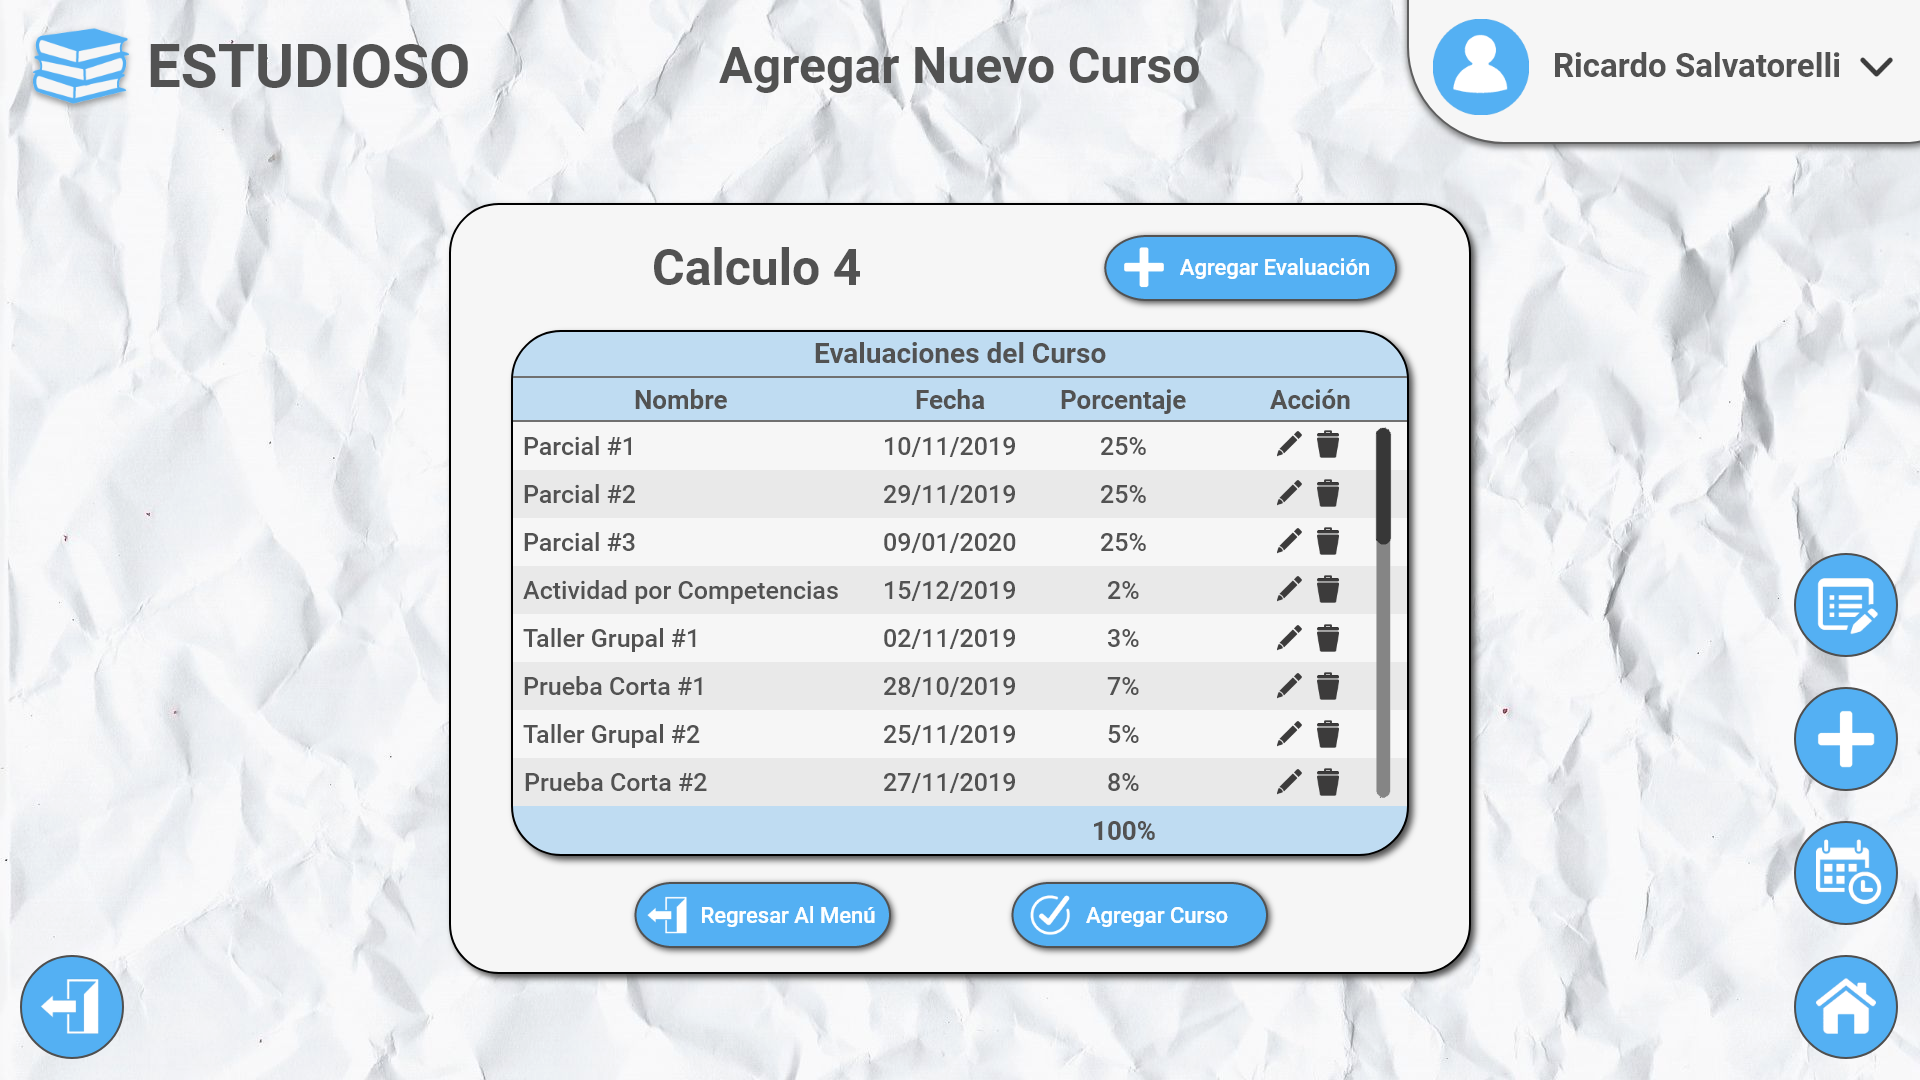 ESTUDIOSO
Agregar Nuevo Curso
Ricardo Salvatorelli
Calculo 4
Agregar Evaluación
Evaluaciones del Curso
Nombre Fecha Porcentaje Acción
Parcial #1 10/11/2019 25%
Parcial #2 29/11/2019 25%
Parcial #3 09/01/2020 25%
Actividad por Competencias 15/12/2019 2%
Taller Grupal #1 02/11/2019 3%
Prueba Corta #1 28/10/2019 7%
Taller Grupal #2 25/11/2019 5%
Prueba Corta #2 27/11/2019 8%
100%
Regresar Al Menú
Agregar Curso